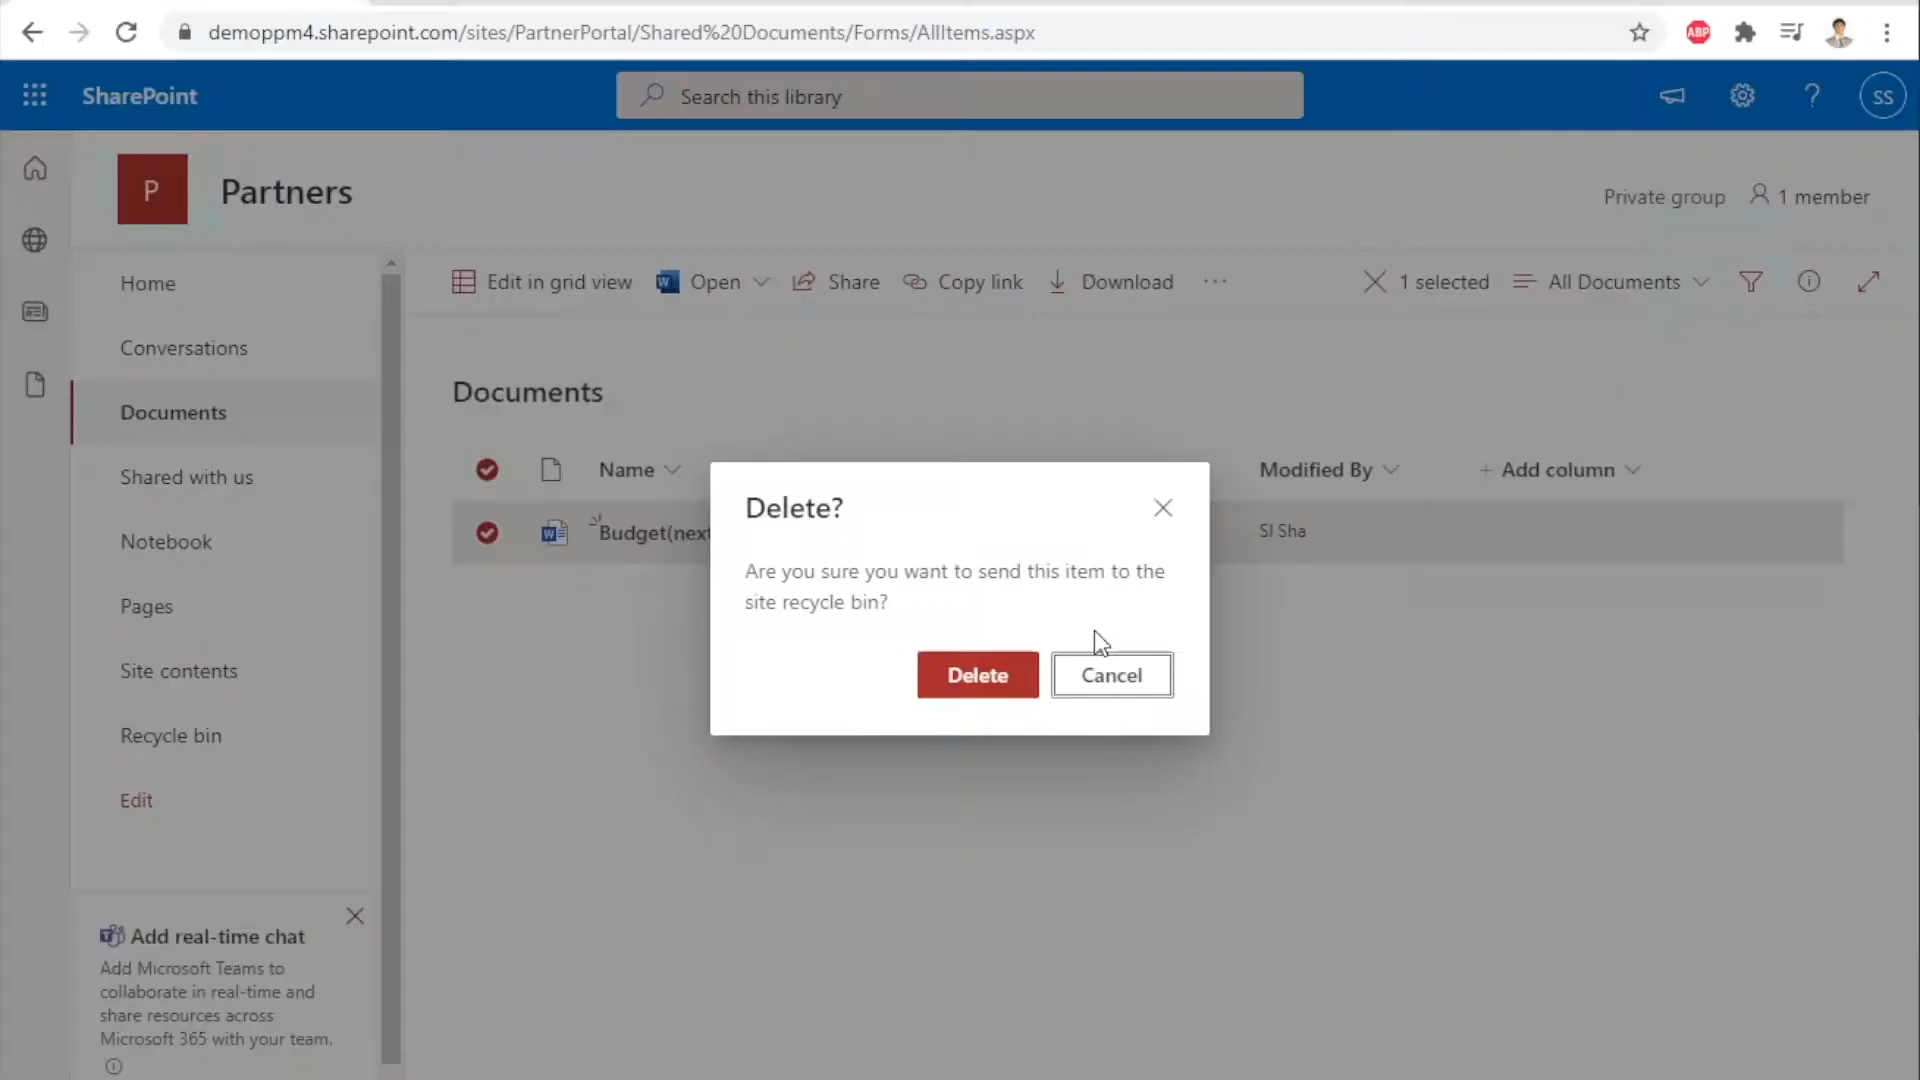 demoppm4.sharepoint.com/sites/PartnerPortal/Shared%20Documents/Forms/AllItems.aspx
ABP
SharePoint
Search this library
?
SS
P
Partners
Private group
1 member
Home
Conversations
Documents
Shared with us
Notebook
Pages
Site contents
Recycle bin
Edit
Edit in grid view
Open
Share
Copy link
Download
...
1 selected
All Documents
Documents
Name
Modified By
+ Add column
Budget(next
SI Sha
Delete?
Are you sure you want to send this item to the
site recycle bin?
Delete
Cancel
Add real-time chat
Add Microsoft Teams to
collaborate in real-time and
share resources across
Microsoft 365 with your team.